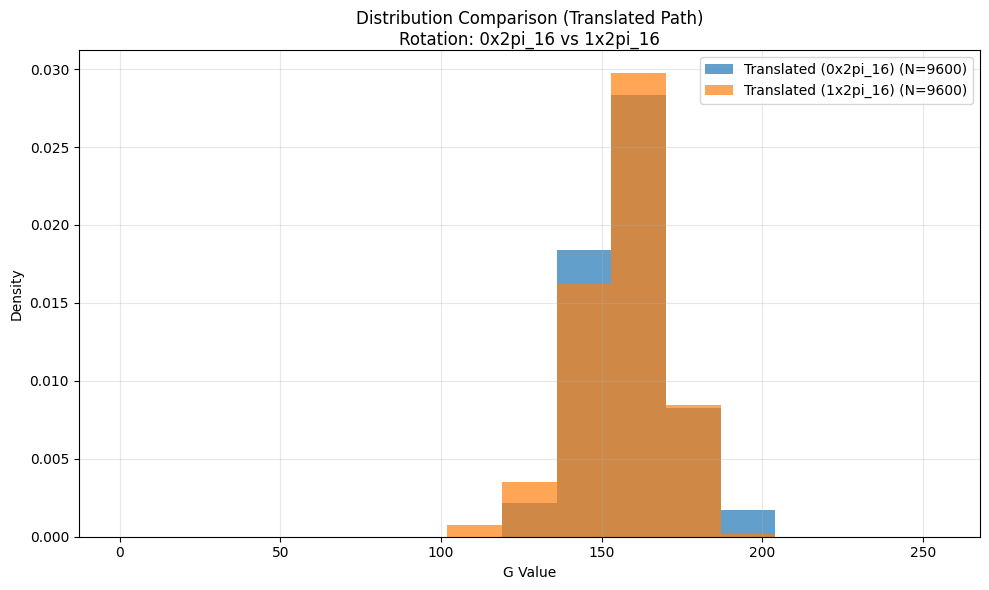 Distribution Comparison (Translated Path)
Rotation: 0x2pi_16 vs 1x2pi_16
Translated (0x2pi_16) (N=9600)
Translated (1x2pi_16) (N=9600)
Density
0.030
0.025
0.020
0.015
0.010
0.005
0.000
0 50 100 150 200 250
G Value